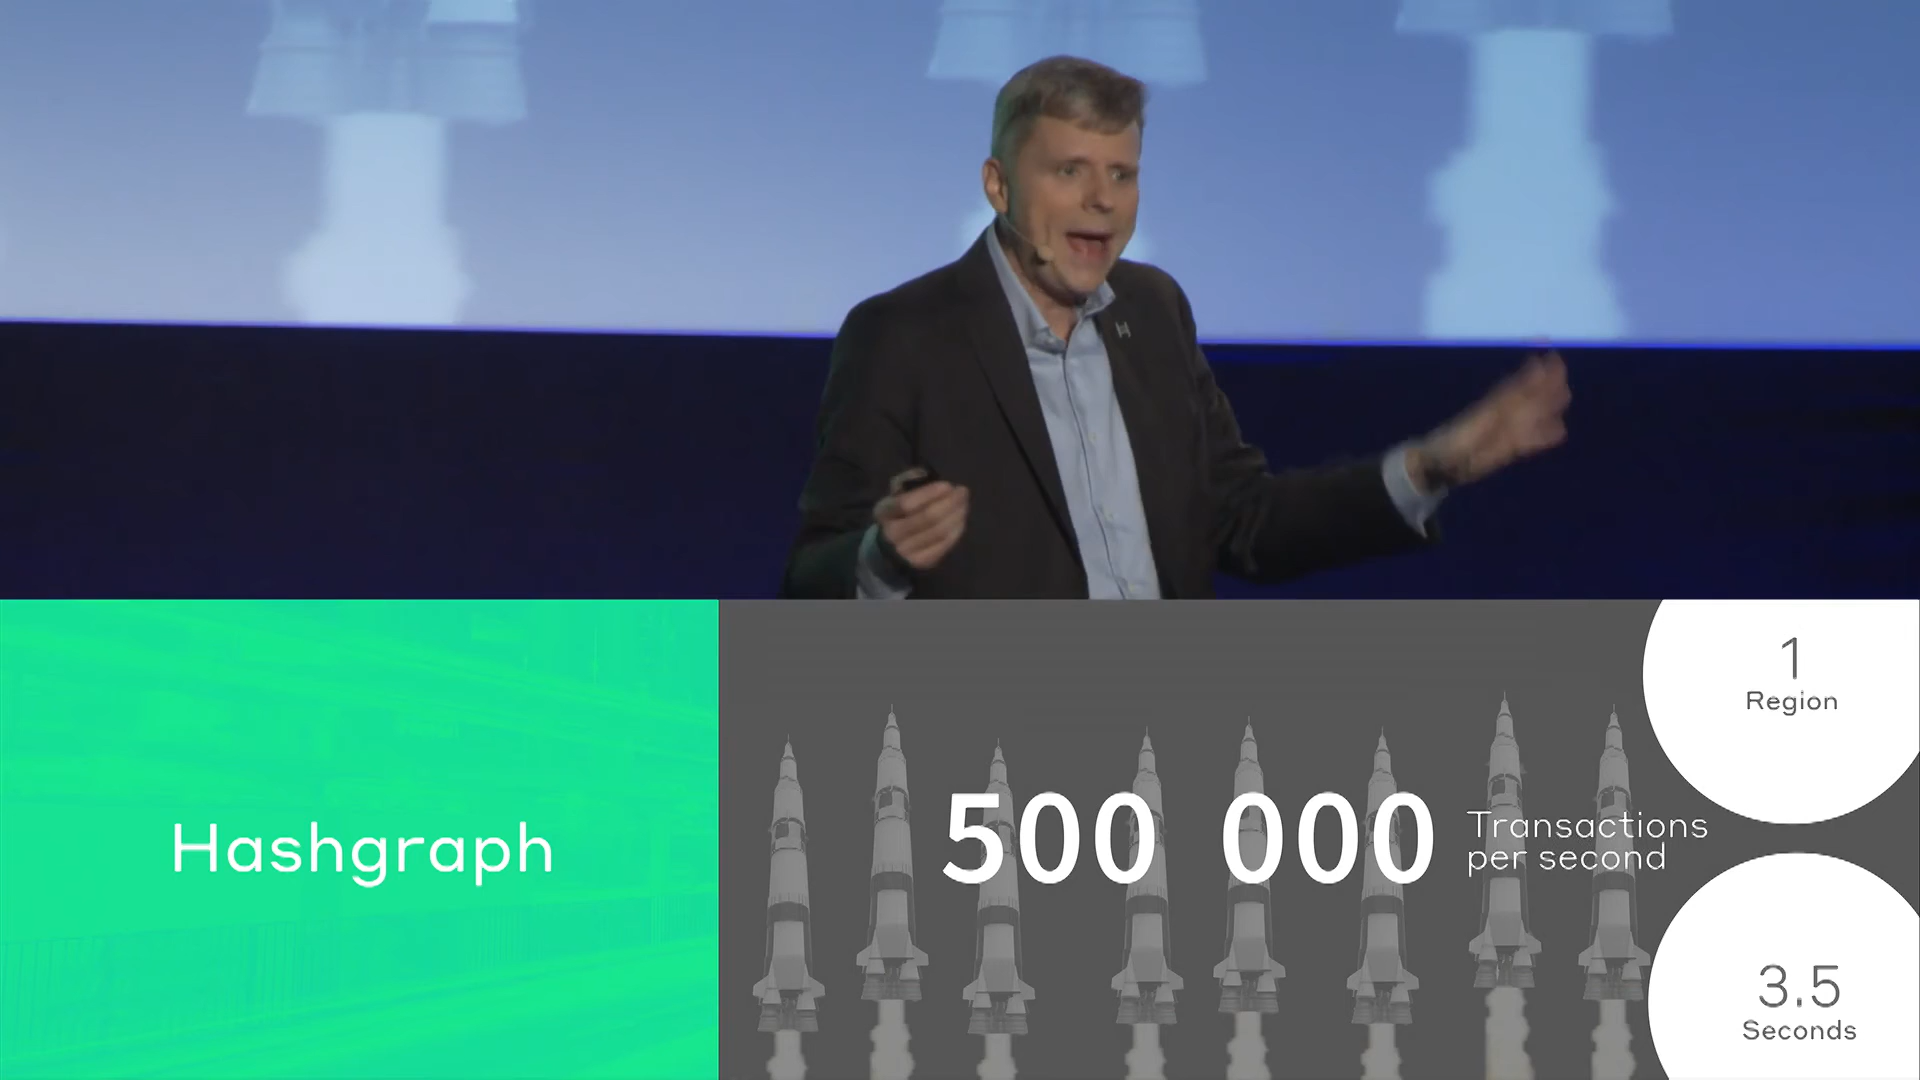 Hashgraph
500 000
Transactions
per second
1
Region
3.5
Seconds